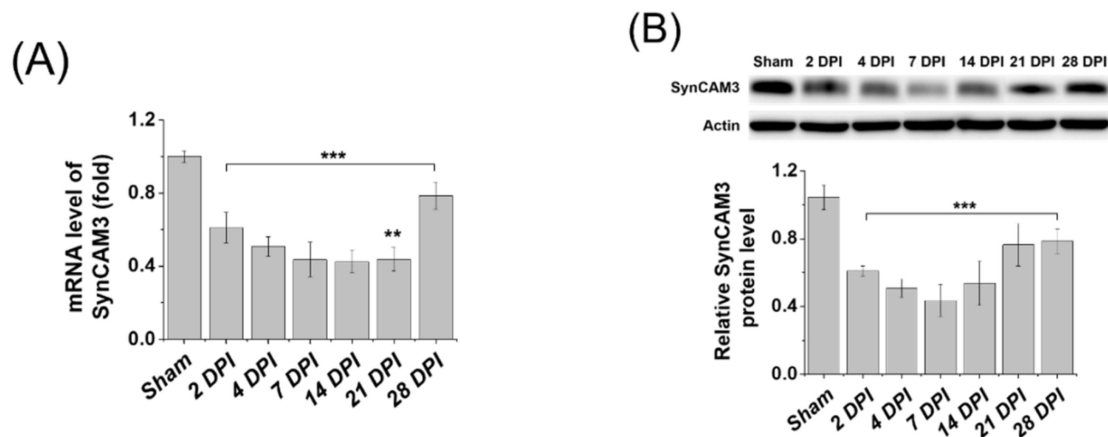 (A)
mRNA level of
SynCAM3 (fold)
1.2
0.8
0.4
0.0
***
**
Sham
2 DPI
4 DPI
7 DPI
14 DPI
21 DPI
28 DPI
(B)
Sham 2 DPI 4 DPI 7 DPI 14 DPI 21 DPI 28 DPI
SynCAM3
Actin
Relative SynCAM3
protein level
1.2
0.8
0.4
0.0
***
Sham
2 DPI
4 DPI
7 DPI
14 DPI
21 DPI
28 DPI